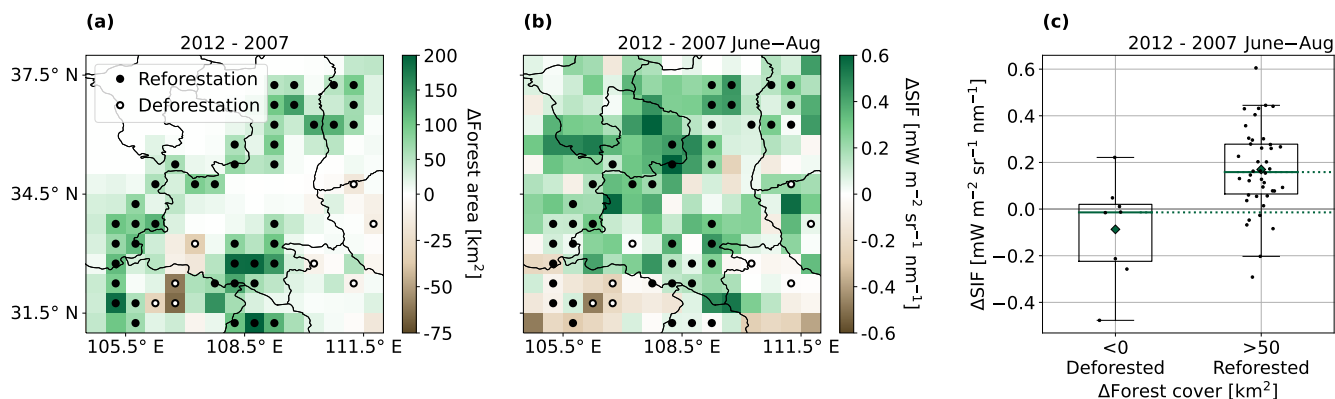 (a)
2012 - 2007
37.5° N
34.5° N
31.5° N
105.5° E
108.5° E
111.5° E
Reforestation
Deforestation
200
150
100
50
0
-25
-50
-75
ΔForest area [km²]
(b)
2012 - 2007 June−Aug
105.5° E
108.5° E
111.5° E
0.6
0.4
0.2
0.0
−0.2
−0.4
−0.6
ΔSIF [mW m⁻² sr⁻¹ nm⁻¹]
(c)
2012 - 2007 June−Aug
ΔSIF [mW m⁻² sr⁻¹ nm⁻¹]
0.6
0.4
0.2
0.0
−0.2
−0.4
<0
Deforested
>50
Reforested
ΔForest cover [km²]